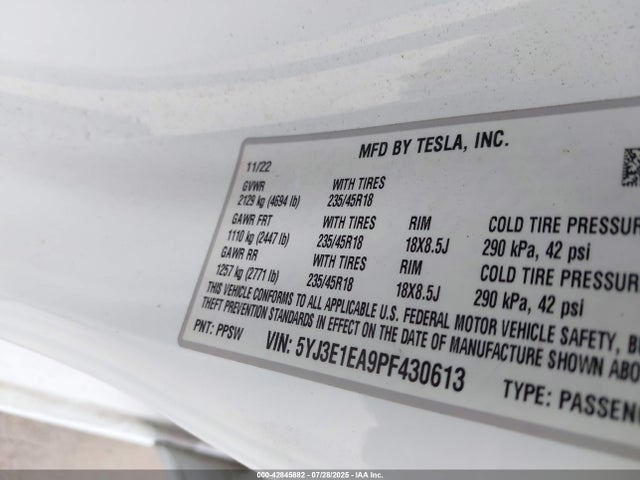 MFD BY TESLA, INC.
11/22
GVWR WITH TIRES
2129 kg (4694 lb) 235/45R18
GAWR FRT WITH TIRES RIM COLD TIRE PRESSUR
1110 kg (2447 lb) 235/45R18 18X8.5J 290 kPa, 42 psi
GAWR RR WITH TIRES RIM COLD TIRE PRESSUR
1257 kg (2771 lb) 235/45R18 18X8.5J 290 kPa, 42 psi
THIS VEHICLE CONFORMS TO ALL APPLICABLE U.S. FEDERAL MOTOR VEHICLE SAFETY, B
THEFT PREVENTION STANDARDS IN EFFECT ON THE DATE OF MANUFACTURE SHOWN ABO
PNT: PPSW VIN: 5YJ3E1EA9PF430613 TYPE: PASSEN
000-42845882 - 07/28/2025 - IAA Inc.